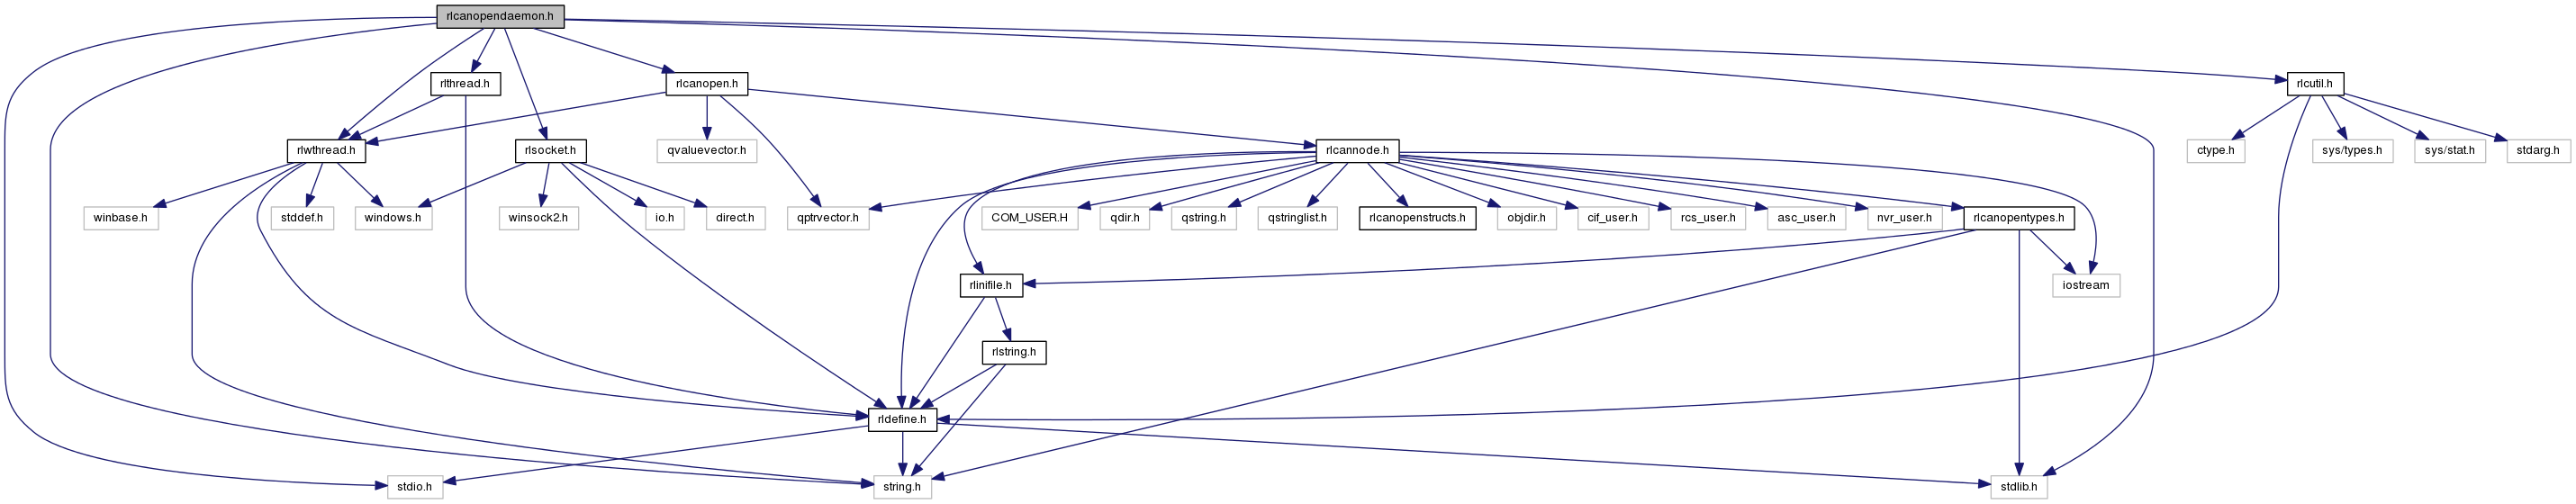 rlcanopendaemon.h
rlthread.h
rlcanopen.h
rlcutil.h
rlwthread.h
rlsocket.h
qvaluevector.h
rlcannode.h
ctype.h
sys/types.h
sys/stat.h
stdarg.h
winbase.h
stddef.h
windows.h
winsock2.h
io.h
direct.h
qptrvector.h
COM_USER.H
qdir.h
qstring.h
qstringlist.h
rlcanopenstructs.h
objdir.h
cif_user.h
rcs_user.h
asc_user.h
nvr_user.h
rlcanopentypes.h
rlinifile.h
iostream
rlstring.h
rldefine.h
stdio.h
string.h
stdlib.h